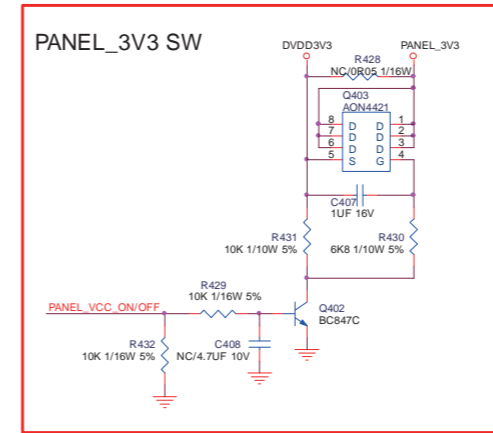 PANEL_3V3 SW
DVDD3V3
PANEL_3V3
R428
NC/0R05 1/16W
Q403
AON4421
8 D D 1
7 D D 2
6 D D 3
5 S G 4
C407
1UF 16V
R431
10K 1/10W 5%
R430
6K8 1/10W 5%
R429
10K 1/16W 5%
PANEL_VCC_ON/OFF
Q402
BC847C
R432
10K 1/16W 5%
C408
NC/4.7UF 10V